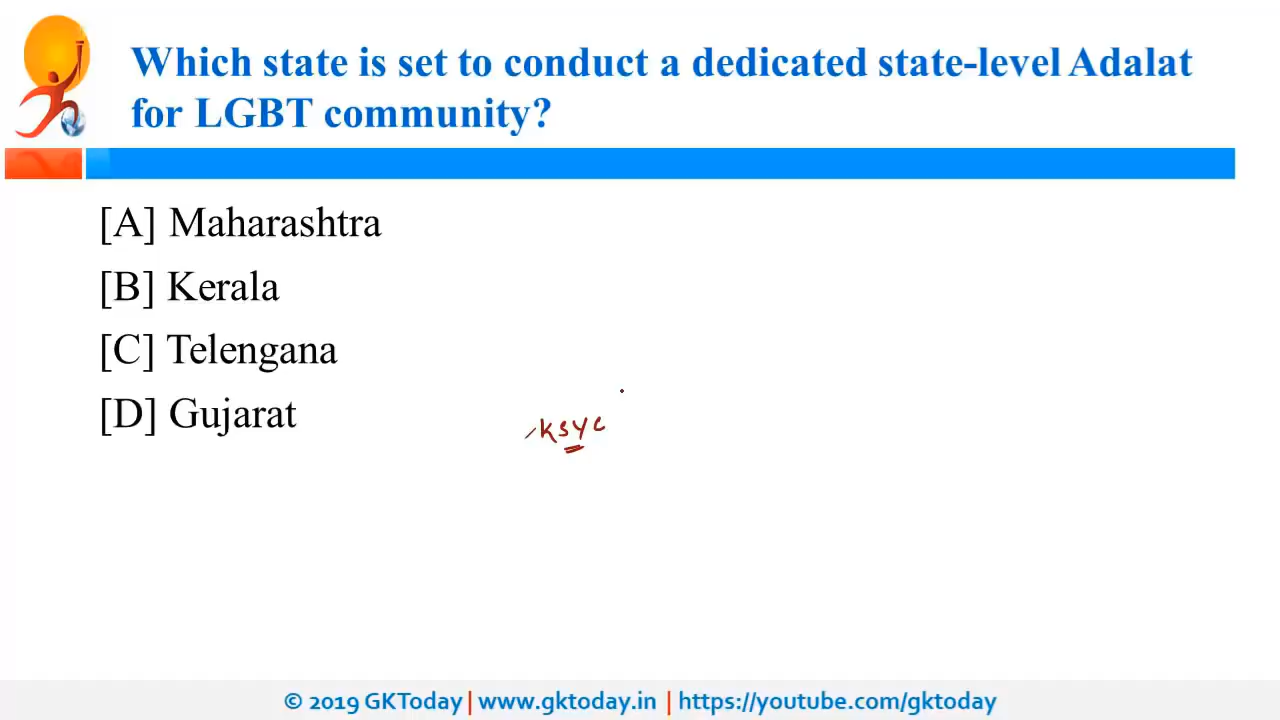 Which state is set to conduct a dedicated state-level Adalat
for LGBT community?
[A] Maharashtra
[B] Kerala
[C] Telengana
[D] Gujarat
KSYC
© 2019 GKToday | www.gktoday.in | https://youtube.com/gktoday